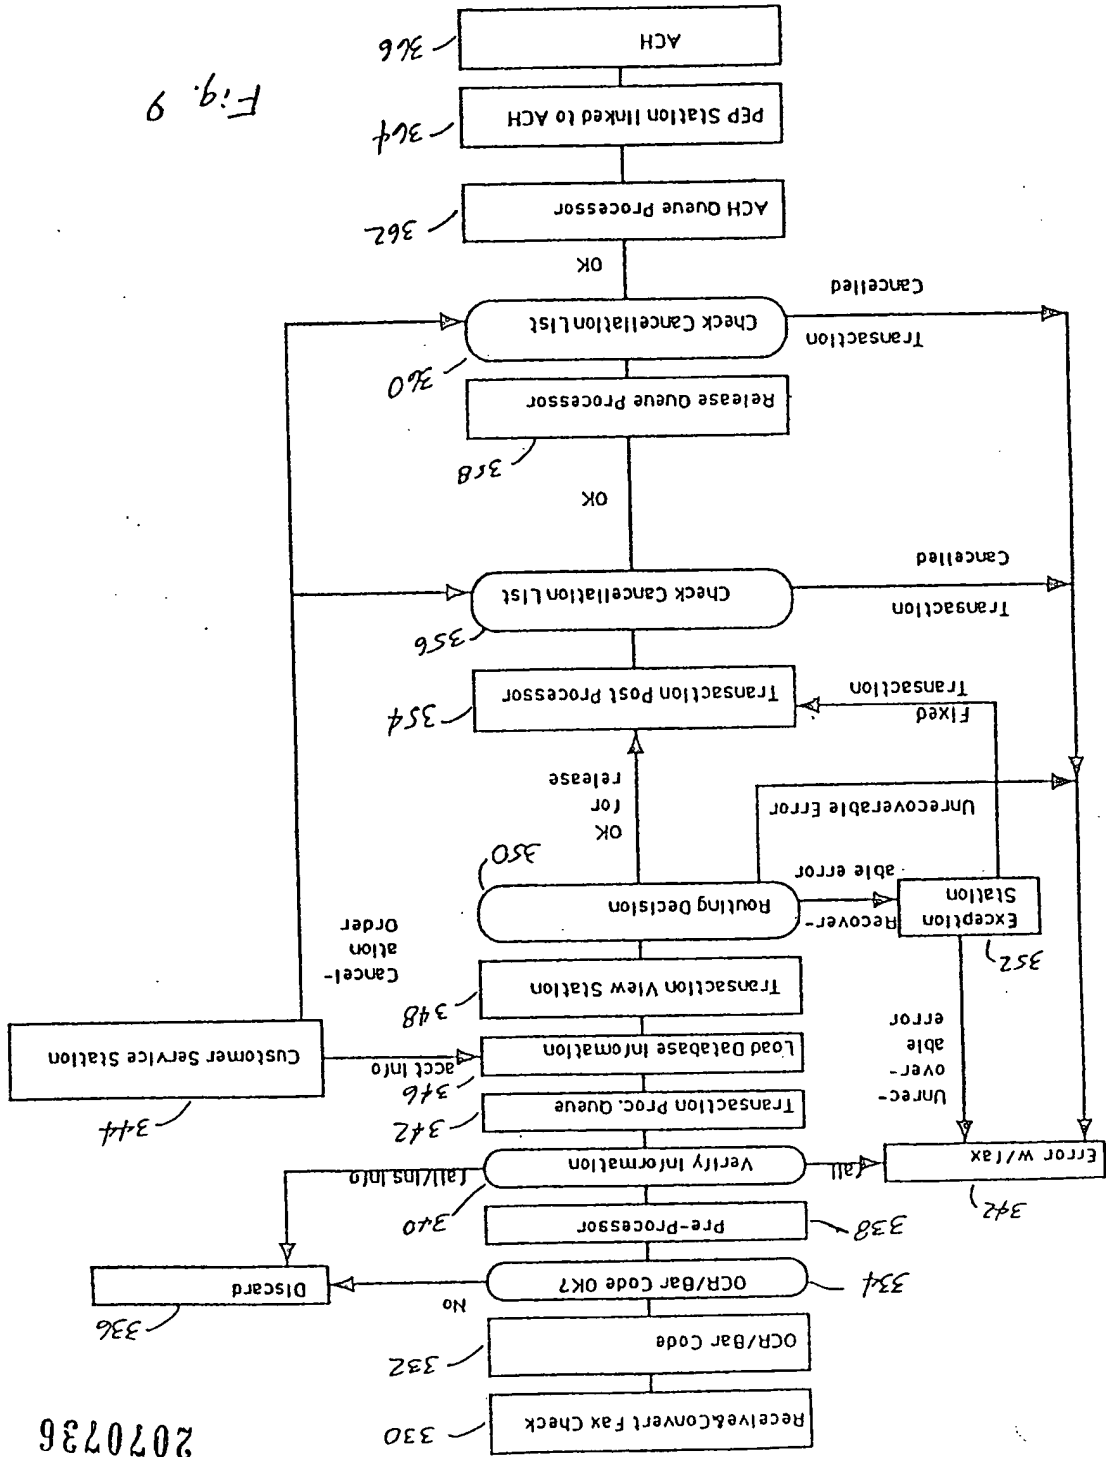 2070736
Receive&Convert Fax Check
330
OCR/Bar Code
332
OCR/Bar Code OK?
334
No
Discard
336
Pre-Processor
338
Verify Information
340
fail
fail/ins.info
Error w/fax
342
Transaction Proc. Queue
342
Customer Service Station
344
acct info
Load Database Infomation
346
Transaction View Station
348
Cancel-
ation
Order
Unrec-
over-
able
error
Exception
Station
352
Recover-
able error
Routing Decision
350
Unrecoverable Error
OK
for
release
Fixed
Transaction
Transaction Post Processor
354
Check Cancellation List
356
Transaction
Cancelled
OK
Release Queue Processor
358
Check Cancellation List
360
Transaction
Cancelled
OK
ACH Queue Processor
362
PEP Station linked to ACH
364
ACH
366
Fig. 9